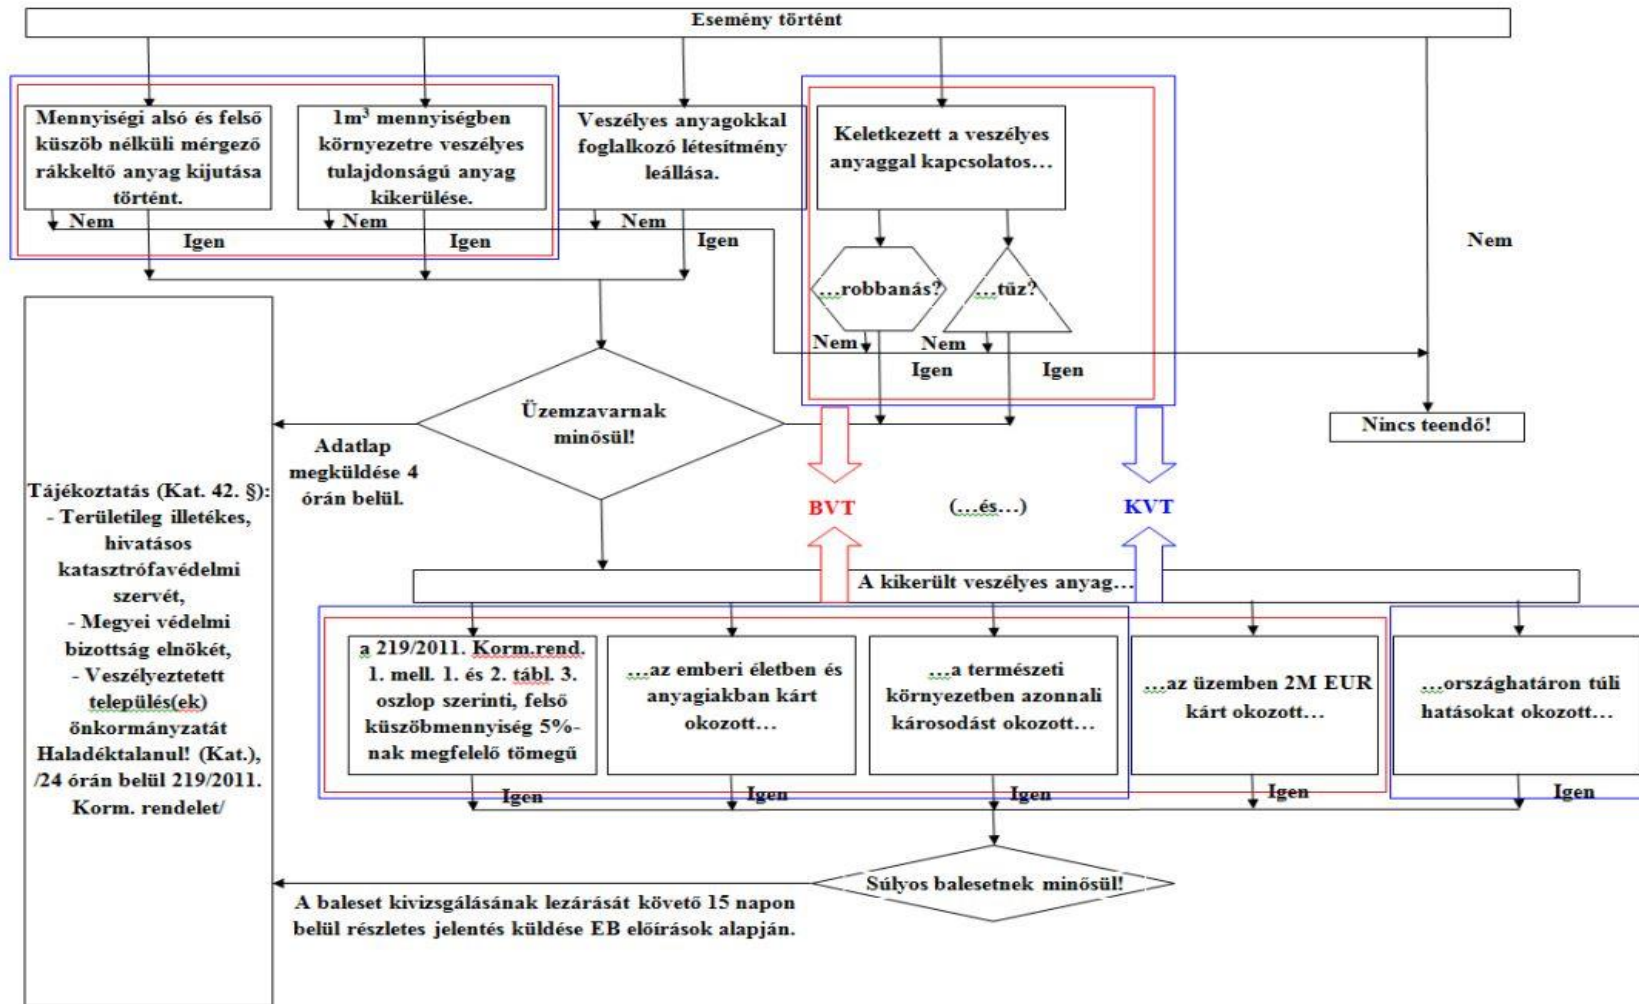 Esemény történt
Mennyiségi alsó és felső
küszöb nélküli mérgező
rákkeltő anyag kijutása
történt.
1m³ mennyiségben
környezetre veszélyes
tulajdonságú anyag
kikerülése.
Veszélyes anyagokkal
foglalkozó létesítmény
leállása.
Keletkezett a veszélyes
anyaggal kapcsolatos…
Nem
Igen
Nem
Igen
Nem
Igen
Nem
…robbanás?
…tűz?
Nem
Igen
Nem
Igen
Üzemzavarnak
minősül!
Nincs teendő!
Adatlap
megküldése 4
órán belül.
BVT
(…és…)
KVT
Tájékoztatás (Kat. 42. §):
- Területileg illetékes,
hivatásos
katasztrófavédelmi
szervét,
- Megyei védelmi
bizottság elnökét,
- Veszélyeztetett
település(ek)
önkormányzatát
Haladéktalanul! (Kat.),
/24 órán belül 219/2011.
Korm. rendelet/
A kikerült veszélyes anyag…
a 219/2011. Korm.rend.
1. mell. 1. és 2. tábl. 3.
oszlop szerinti, felső
küszöbmennyiség 5%-
nak megfelelő tömegű
…az emberi életben és
anyagiakban kárt
okozott…
…a természeti
környezetben azonnali
károsodást okozott…
…az üzemben 2M EUR
kárt okozott…
…országhatáron túli
hatásokat okozott…
Igen
Igen
Igen
Igen
Igen
Súlyos balesetnek minősül!
A baleset kivizsgálásának lezárását követő 15 napon
belül részletes jelentés küldése EB előírások alapján.